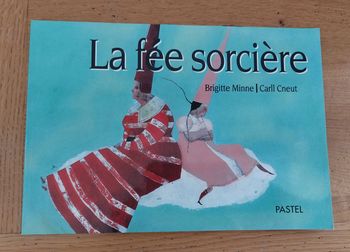 La fée sorcière
Brigitte Minne | Carll Cneut
PASTEL